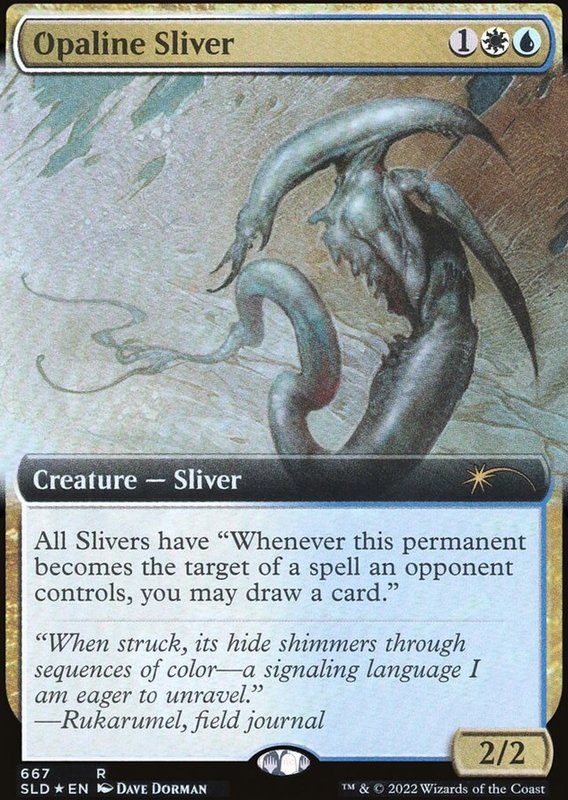 Opaline Sliver 1
Creature — Sliver
All Slivers have “Whenever this permanent
becomes the target of a spell an opponent
controls, you may draw a card.”
“When struck, its hide shimmers through
sequences of color—a signaling language I
am eager to unravel.”
—Rukarumel, field journal
2/2
667 R
SLD ★ EN Dave Dorman
™ & © 2022 Wizards of the Coast